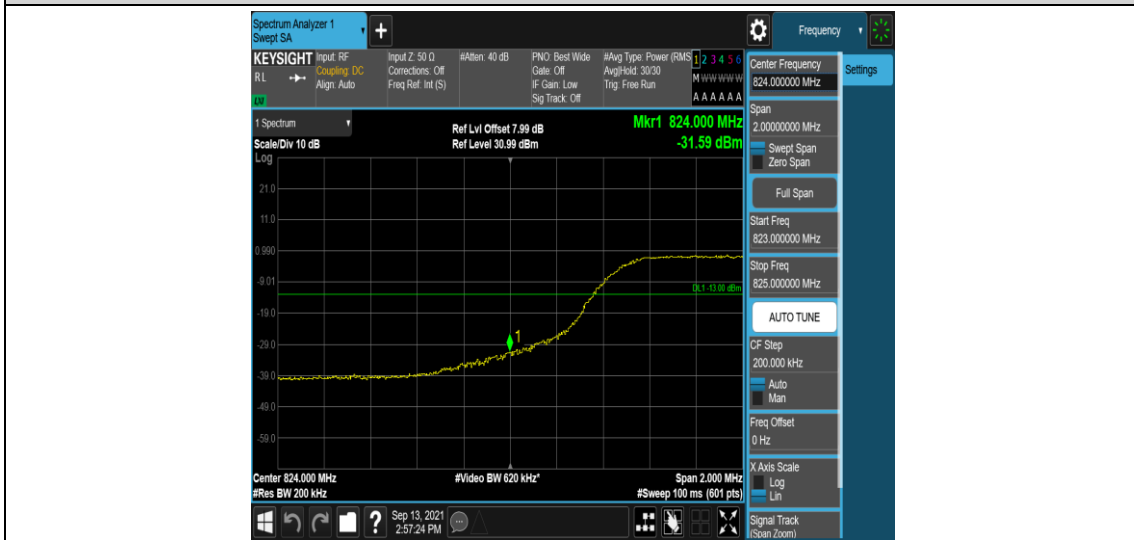 Spectrum Analyzer 1
Swept SA
+
Frequency
KEYSIGHT
RL
LXI
Input: RF
Coupling: DC
Align: Auto
Input Z: 50 Ω
Corrections: Off
Freq Ref: Int (S)
#Atten: 40 dB
PNO: Best Wide
Gate: Off
IF Gain: Low
Sig Track: Off
#Avg Type: Power (RMS
Avg|Hold: 30/30
Trig: Free Run
1 2 3 4 5 6
M W W W W W
A A A A A A
1 Spectrum
Scale/Div 10 dB
Log
Ref Lvl Offset 7.99 dB
Ref Level 30.99 dBm
Mkr1 824.000 MHz
-31.59 dBm
21.0
11.0
0.990
-9.01
DL1 -13.00 dBm
-19.0
1
-29.0
-39.0
-49.0
-59.0
Center 824.000 MHz
#Res BW 200 kHz
#Video BW 620 kHz*
Span 2.000 MHz
#Sweep 100 ms (601 pts)
Center Frequency
824.000000 MHz
Settings
Span
2.00000000 MHz
Swept Span
Zero Span
Full Span
Start Freq
823.000000 MHz
Stop Freq
825.000000 MHz
AUTO TUNE
CF Step
200.000 kHz
Auto
Man
Freq Offset
0 Hz
X Axis Scale
Log
Lin
Signal Track
(Span Zoom)
?
Sep 13, 2021
2:57:24 PM